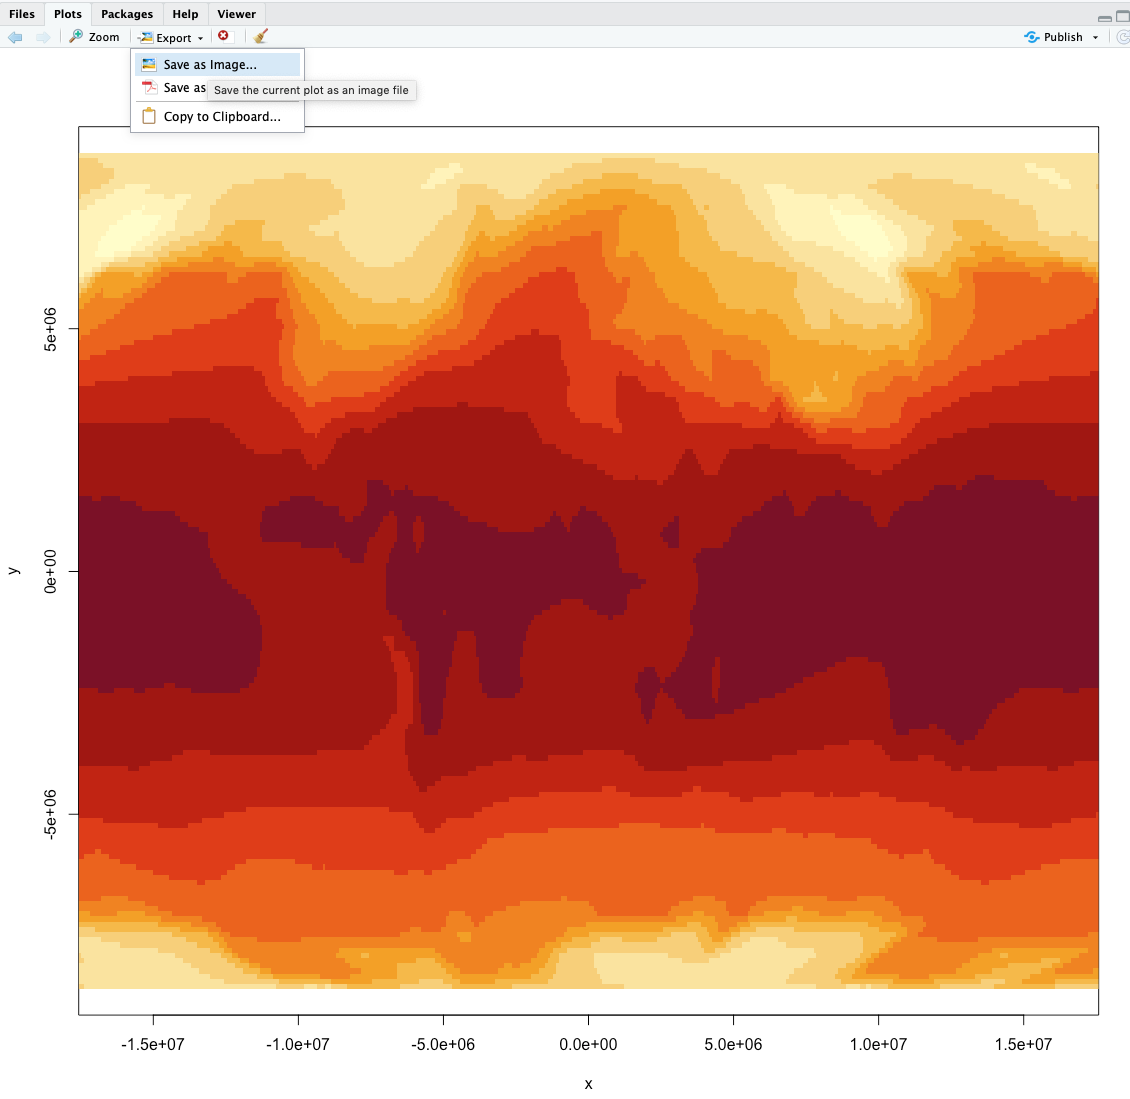 Files Plots Packages Help Viewer
Zoom Export Publish
Save as Image...
Save as
Save the current plot as an image file
Copy to Clipboard...
5e+06
0e+00
-5e+06
y
-1.5e+07 -1.0e+07 -5.0e+06 0.0e+00 5.0e+06 1.0e+07 1.5e+07
x